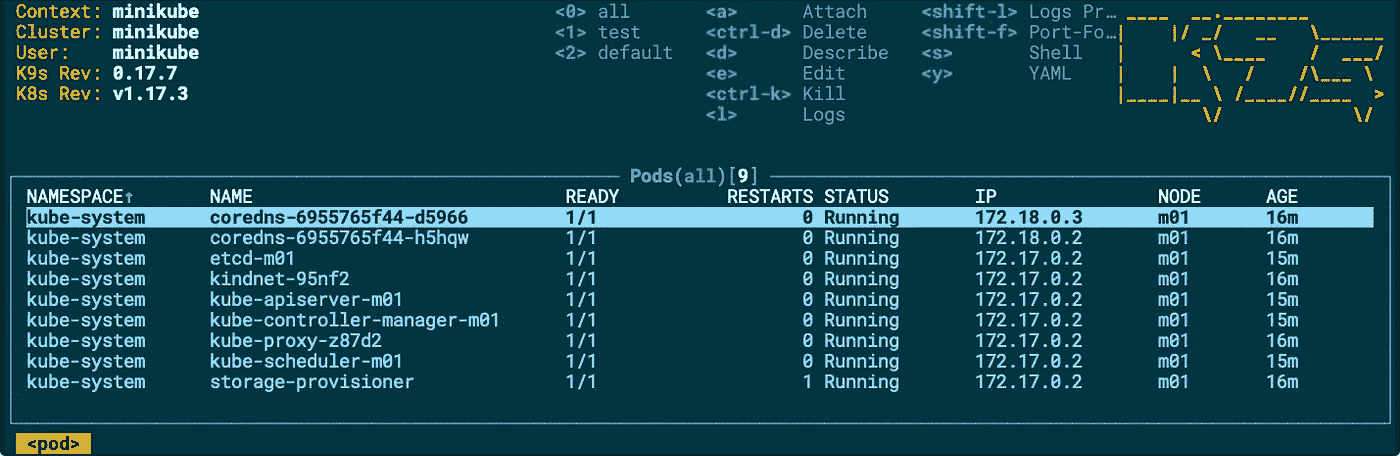 Context: minikube <0> all <a> Attach <shift-l> Logs Pr…
Cluster: minikube <1> test <ctrl-d> Delete <shift-f> Port-Fo…
User: minikube <2> default <d> Describe <s> Shell
K9s Rev: 0.17.7 <e> Edit <y> YAML
K8s Rev: v1.17.3 <ctrl-k> Kill
<l> Logs
K9s
Pods(all)[9]
NAMESPACE↑ NAME READY RESTARTS STATUS IP NODE AGE
kube-system coredns-6955765f44-d5966 1/1 0 Running 172.18.0.3 m01 16m
kube-system coredns-6955765f44-h5hqw 1/1 0 Running 172.18.0.2 m01 16m
kube-system etcd-m01 1/1 0 Running 172.17.0.2 m01 15m
kube-system kindnet-95nf2 1/1 0 Running 172.17.0.2 m01 16m
kube-system kube-apiserver-m01 1/1 0 Running 172.17.0.2 m01 15m
kube-system kube-controller-manager-m01 1/1 0 Running 172.17.0.2 m01 15m
kube-system kube-proxy-z87d2 1/1 0 Running 172.17.0.2 m01 16m
kube-system kube-scheduler-m01 1/1 0 Running 172.17.0.2 m01 15m
kube-system storage-provisioner 1/1 1 Running 172.17.0.2 m01 16m
<pod>